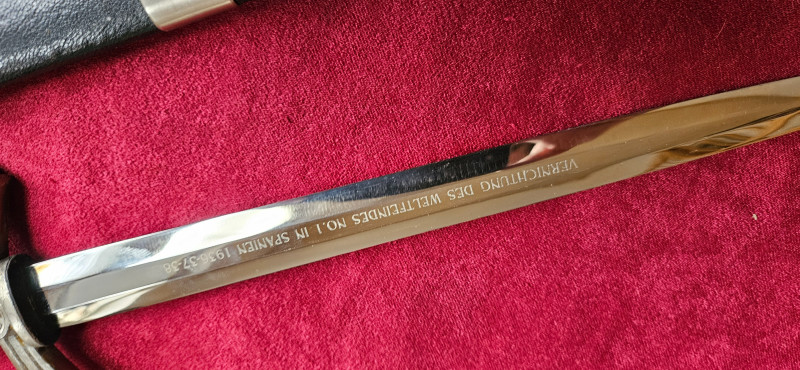 VERNICHTUNG DES WELTFEINDES NO.1 IN SPANIEN 1936-37-38